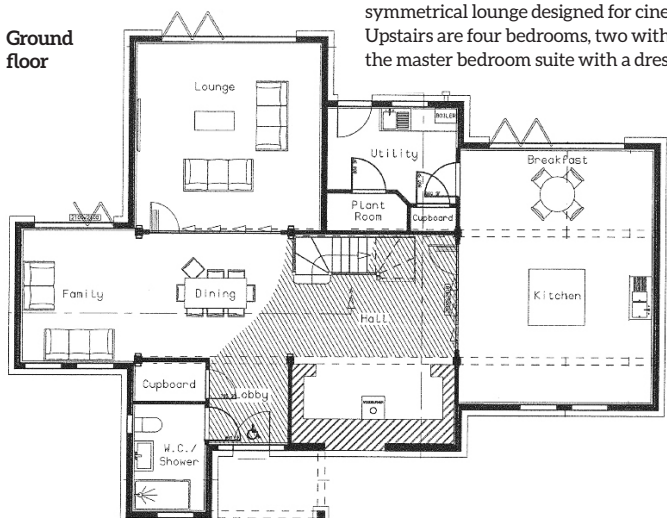 symmetrical lounge designed for cine
Upstairs are four bedrooms, two with
the master bedroom suite with a dres
Ground
floor
Lounge
BOILER
Utility
Breakfast
Plant
Room
Cupboard
Family
Dining
Hall
Kitchen
Cupboard
Lobby
W.C./
Shower